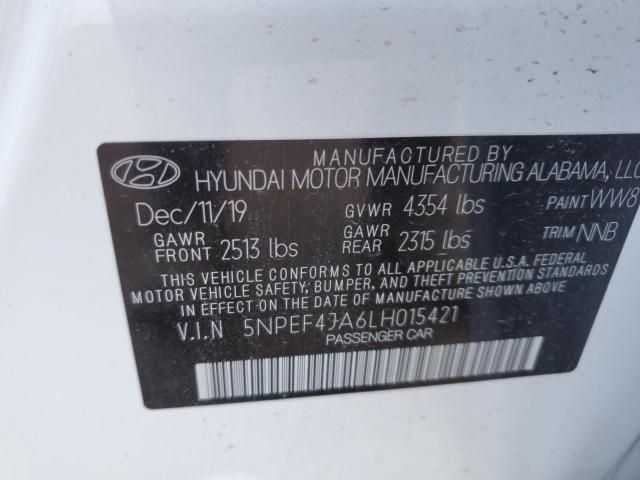 MANUFACTURED BY
HYUNDAI MOTOR MANUFACTURING ALABAMA, LLC
Dec/11/19 GVWR 4354 lbs PAINT WW8
GAWR FRONT 2513 lbs GAWR REAR 2315 lbs TRIM NNB
THIS VEHICLE CONFORMS TO ALL APPLICABLE U.S.A. FEDERAL
MOTOR VEHICLE SAFETY, BUMPER, AND THEFT PREVENTION STANDARDS
IN EFFECT ON THE DATE OF MANUFACTURE SHOWN ABOVE.
V.I.N 5NPEF4JA6LH015421
PASSENGER CAR